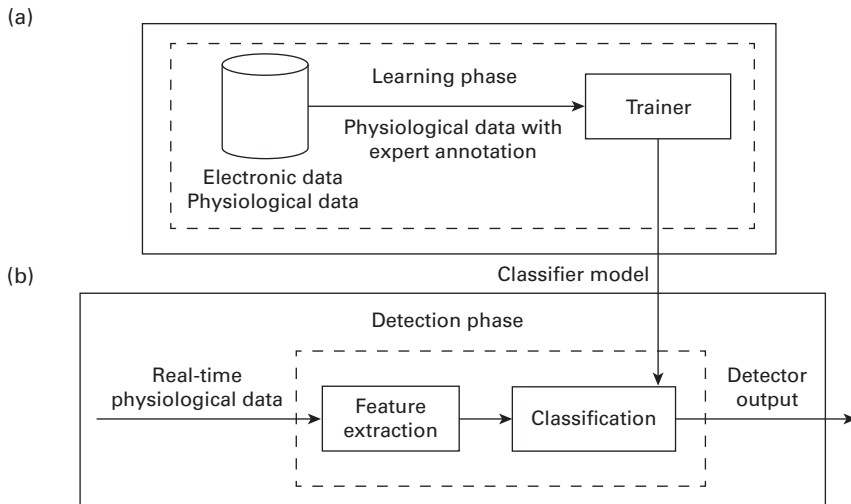 (a)
Learning phase
Trainer
Physiological data with
expert annotation
Electronic data
Physiological data
Classifier model
(b)
Detection phase
Real-time
physiological data
Feature
extraction
Classification
Detector
output